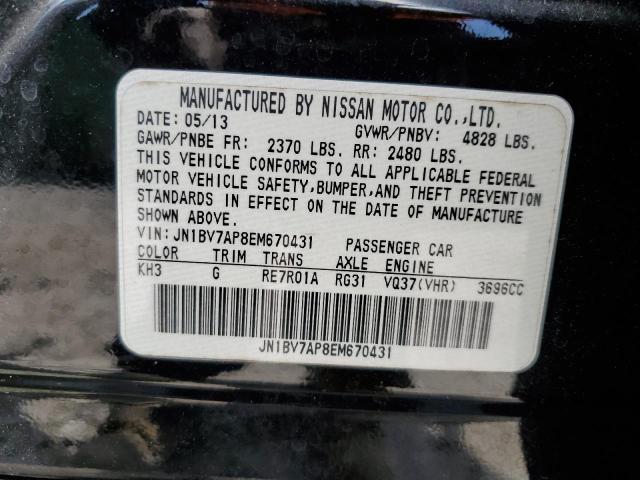 MANUFACTURED BY NISSAN MOTOR CO.,LTD.
DATE: 05/13 GVWR/PNBV: 4828 LBS.
GAWR/PNBE FR: 2370 LBS. RR: 2480 LBS.
THIS VEHICLE CONFORMS TO ALL APPLICABLE FEDERAL
MOTOR VEHICLE SAFETY,BUMPER,AND THEFT PREVENTION
STANDARDS IN EFFECT ON THE DATE OF MANUFACTURE
SHOWN ABOVE.
VIN: JN1BV7AP8EM670431 PASSENGER CAR
COLOR TRIM TRANS AXLE ENGINE
KH3 G RE7R01A RG31 VQ37(VHR) 3696CC
JN1BV7AP8EM670431